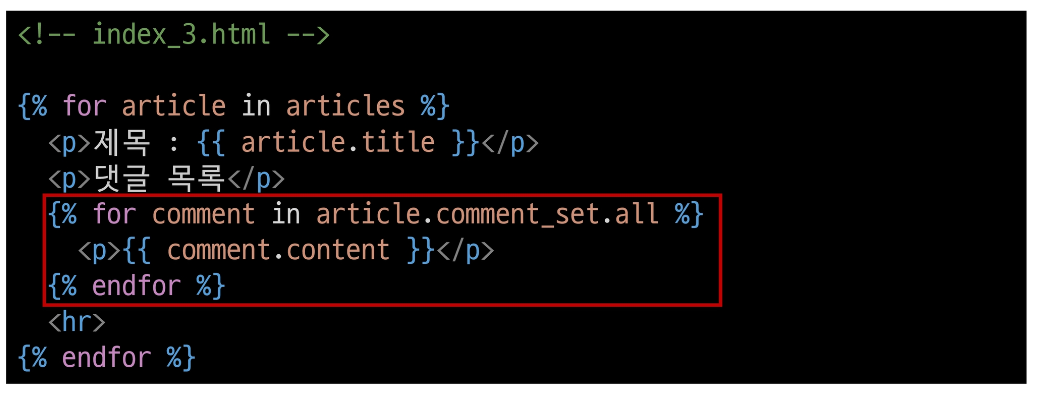 <!-- index_3.html -->
{% for article in articles %}
<p>제목 : {{ article.title }}</p>
<p>댓글 목록</p>
{% for comment in article.comment_set.all %}
<p>{{ comment.content }}</p>
{% endfor %}
<hr>
{% endfor %}